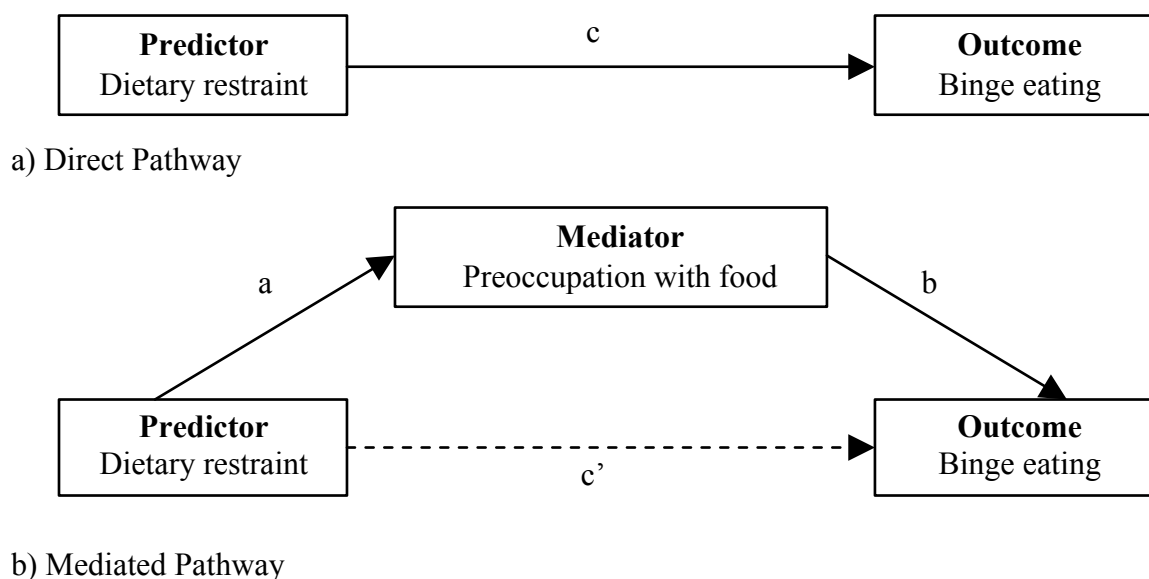 Predictor
Dietary restraint
c
Outcome
Binge eating
a) Direct Pathway
Mediator
Preoccupation with food
a
b
Predictor
Dietary restraint
c’
Outcome
Binge eating
b) Mediated Pathway